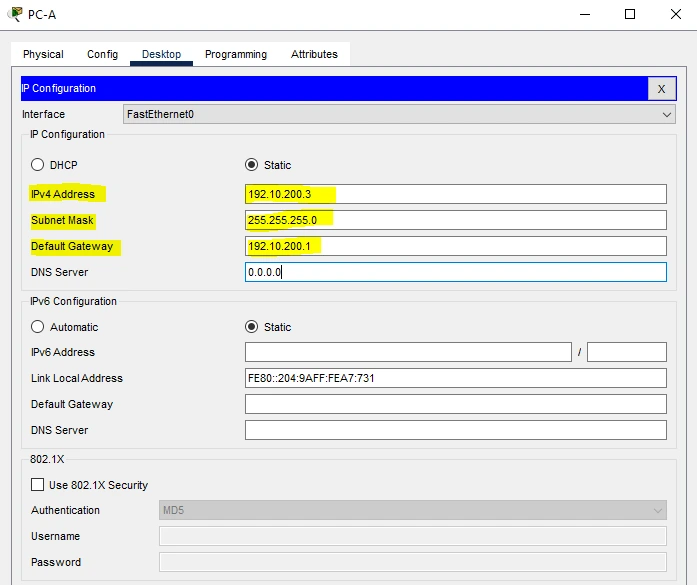 PC-A
Physical Config Desktop Programming Attributes
IP Configuration X
Interface FastEthernet0
IP Configuration
DHCP Static
IPv4 Address 192.10.200.3
Subnet Mask 255.255.255.0
Default Gateway 192.10.200.1
DNS Server 0.0.0.0
IPv6 Configuration
Automatic Static
IPv6 Address /
Link Local Address FE80::204:9AFF:FEA7:731
Default Gateway
DNS Server
802.1X
Use 802.1X Security
Authentication MD5
Username
Password